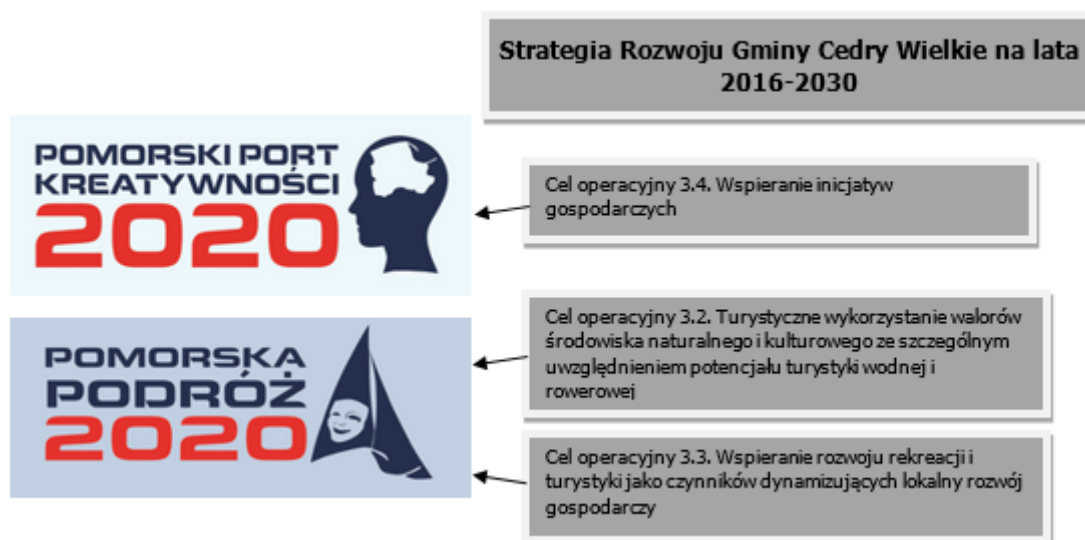 Strategia Rozwoju Gminy Cedry Wielkie na lata
2016-2030
POMORSKI PORT
KREATYWNOŚCI
2020
Cel operacyjny 3.4. Wspieranie inicjatyw
gospodarczych
POMORSKA
PODRÓŻ
2020
Cel operacyjny 3.2. Turystyczne wykorzystanie walorów
środowiska naturalnego i kulturowego ze szczególnym
uwzględnieniem potencjału turystyki wodnej i
rowerowej
Cel operacyjny 3.3. Wspieranie rozwoju rekreacji i
turystyki jako czynników dynamizujących lokalny rozwój
gospodarczy